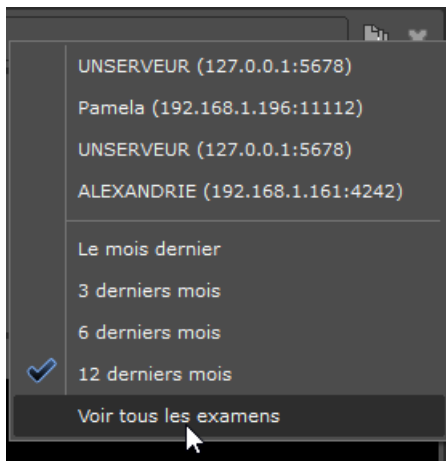 UNSERVEUR (127.0.0.1:5678)
Pamela (192.168.1.196:11112)
UNSERVEUR (127.0.0.1:5678)
ALEXANDRIE (192.168.1.161:4242)
Le mois dernier
3 derniers mois
6 derniers mois
12 derniers mois
Voir tous les examens